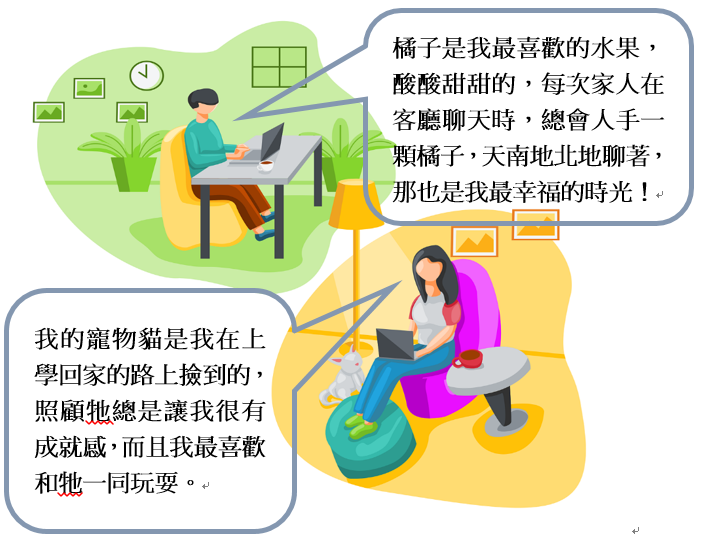 橘子是我最喜歡的水果，
酸酸甜甜的，每次家人在
客廳聊天時，總會人手一
顆橘子，天南地北地聊著，
那也是我最幸福的時光！
我的寵物貓是我在上
學回家的路上撿到的，
照顧牠總是讓我很有
成就感，而且我最喜歡
和牠一同玩耍。